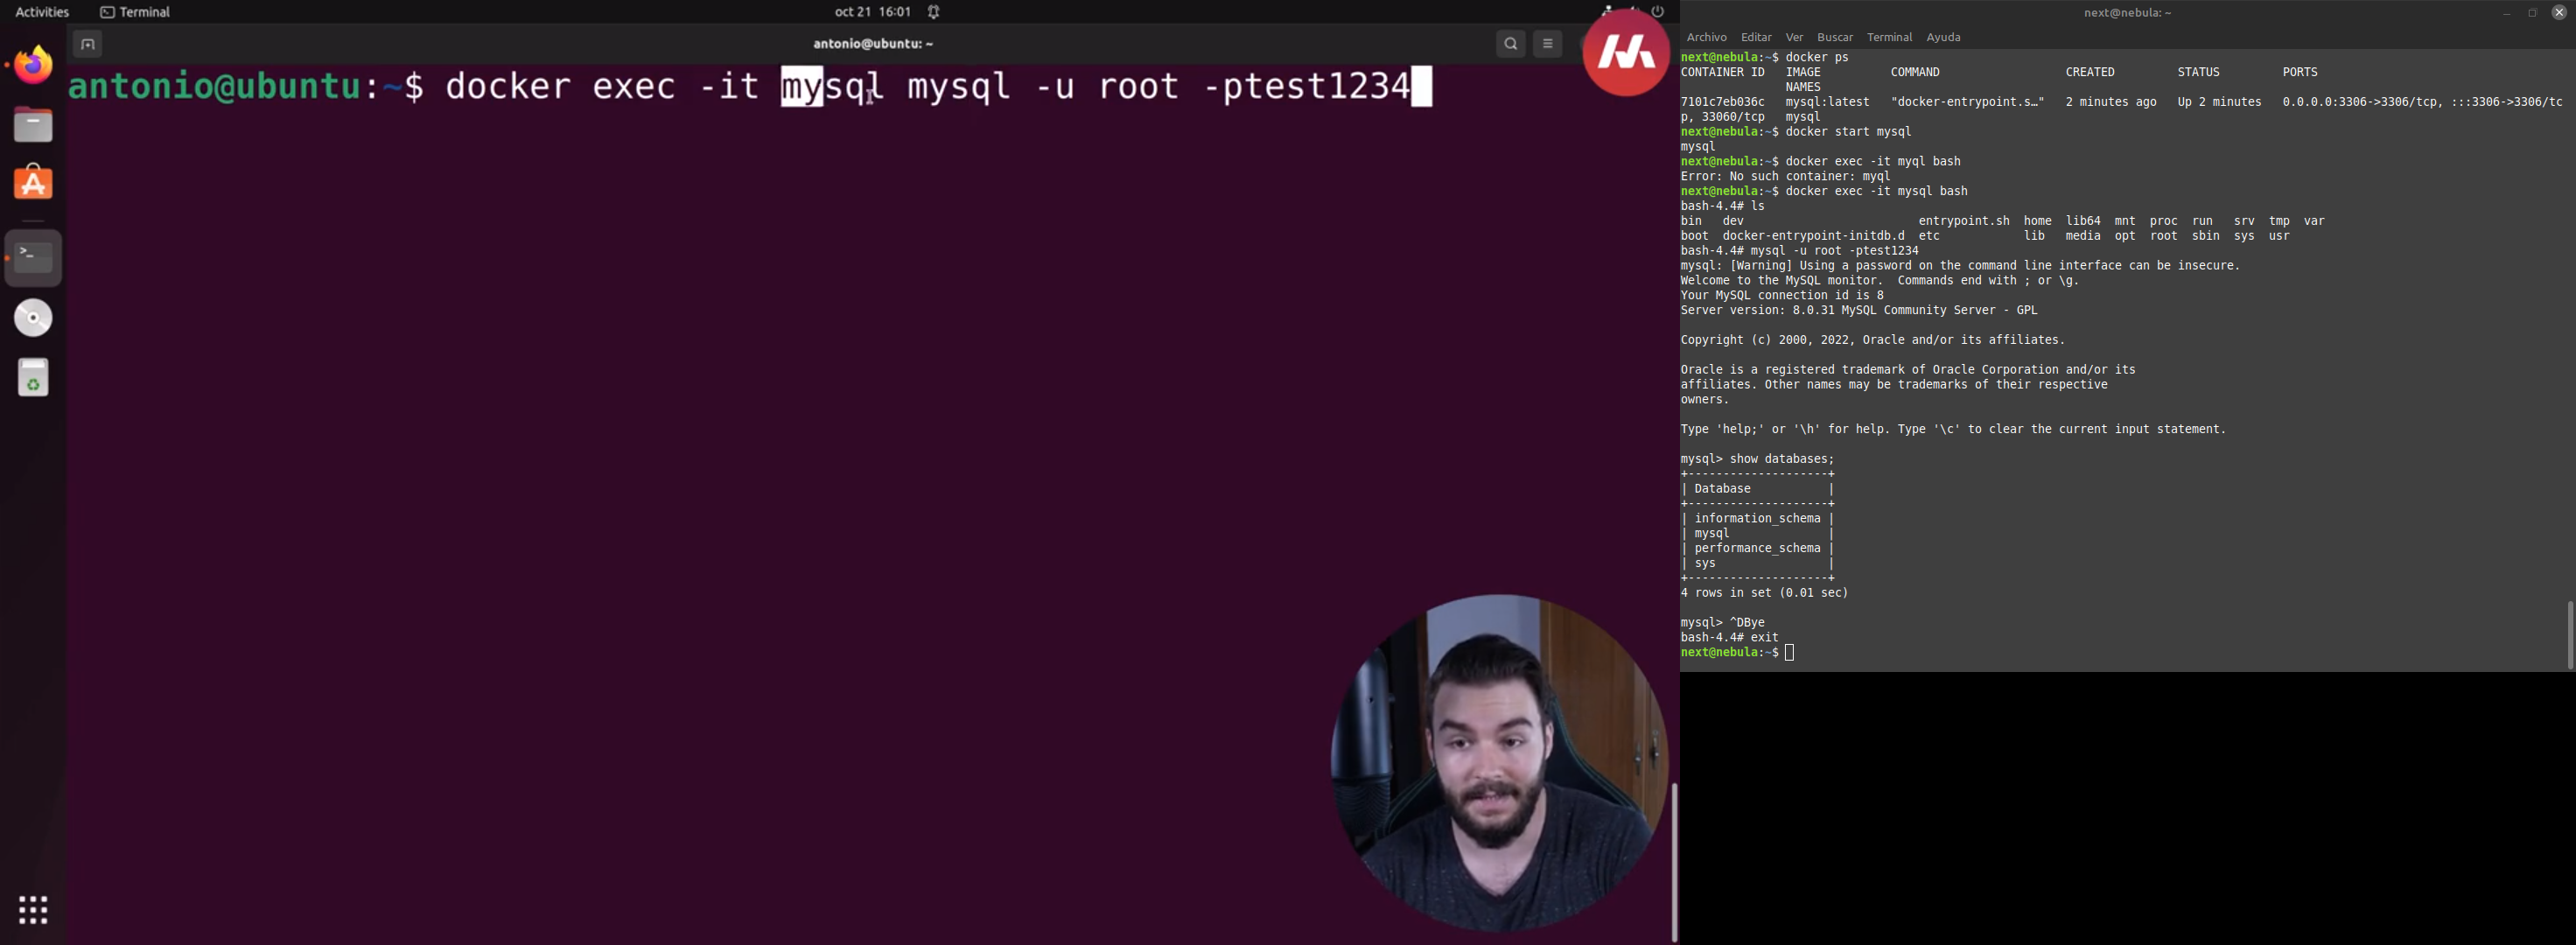 Activities Terminal oct 21 16:01
antonio@ubuntu: ~
antonio@ubuntu:~$ docker exec -it mysql mysql -u root -ptest1234
next@nebula: ~
Archivo Editar Ver Buscar Terminal Ayuda
next@nebula:~$ docker ps
CONTAINER ID IMAGE COMMAND CREATED STATUS PORTS
NAMES
7101c7eb036c mysql:latest "docker-entrypoint.s…" 2 minutes ago Up 2 minutes 0.0.0.0:3306->3306/tcp, :::3306->3306/tc
p, 33060/tcp mysql
next@nebula:~$ docker start mysql
mysql
next@nebula:~$ docker exec -it myql bash
Error: No such container: myql
next@nebula:~$ docker exec -it mysql bash
bash-4.4# ls
bin dev entrypoint.sh home lib64 mnt proc run srv tmp var
boot docker-entrypoint-initdb.d etc lib media opt root sbin sys usr
bash-4.4# mysql -u root -ptest1234
mysql: [Warning] Using a password on the command line interface can be insecure.
Welcome to the MySQL monitor. Commands end with ; or \g.
Your MySQL connection id is 8
Server version: 8.0.31 MySQL Community Server - GPL
Copyright (c) 2000, 2022, Oracle and/or its affiliates.
Oracle is a registered trademark of Oracle Corporation and/or its
affiliates. Other names may be trademarks of their respective
owners.
Type 'help;' or '\h' for help. Type '\c' to clear the current input statement.
mysql> show databases;
+--------------------+
| Database |
+--------------------+
| information_schema |
| mysql |
| performance_schema |
| sys |
+--------------------+
4 rows in set (0.01 sec)
mysql> ^DBye
bash-4.4# exit
next@nebula:~$